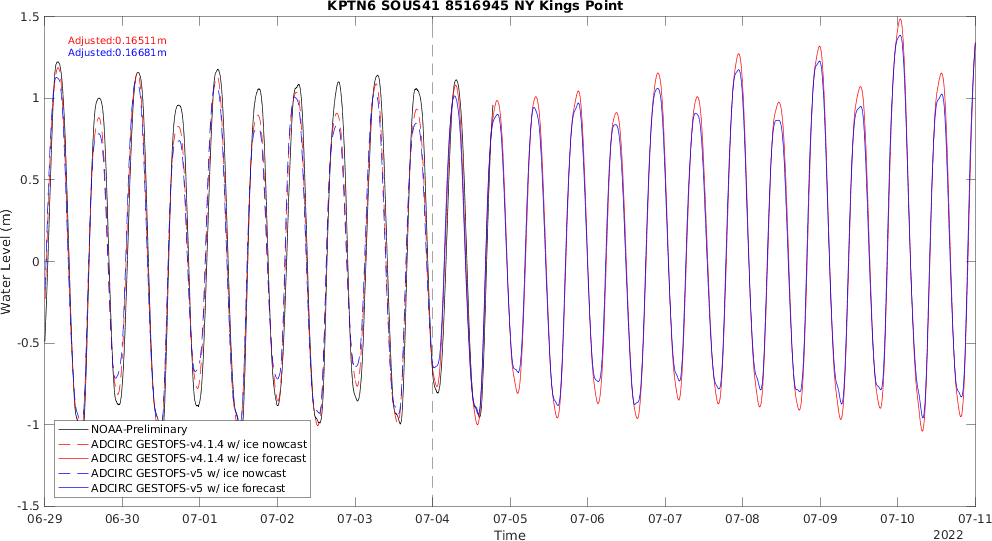 KPTN6 SOUS41 8516945 NY Kings Point
Adjusted:0.16511m
Adjusted:0.16681m
1.5
1
0.5
0
-0.5
-1
-1.5
Water Level (m)
NOAA-Preliminary
ADCIRC GESTOFS-v4.1.4 w/ ice nowcast
ADCIRC GESTOFS-v4.1.4 w/ ice forecast
ADCIRC GESTOFS-v5 w/ ice nowcast
ADCIRC GESTOFS-v5 w/ ice forecast
06-29 06-30 07-01 07-02 07-03 07-04 07-05 07-06 07-07 07-08 07-09 07-10 07-11
Time
2022